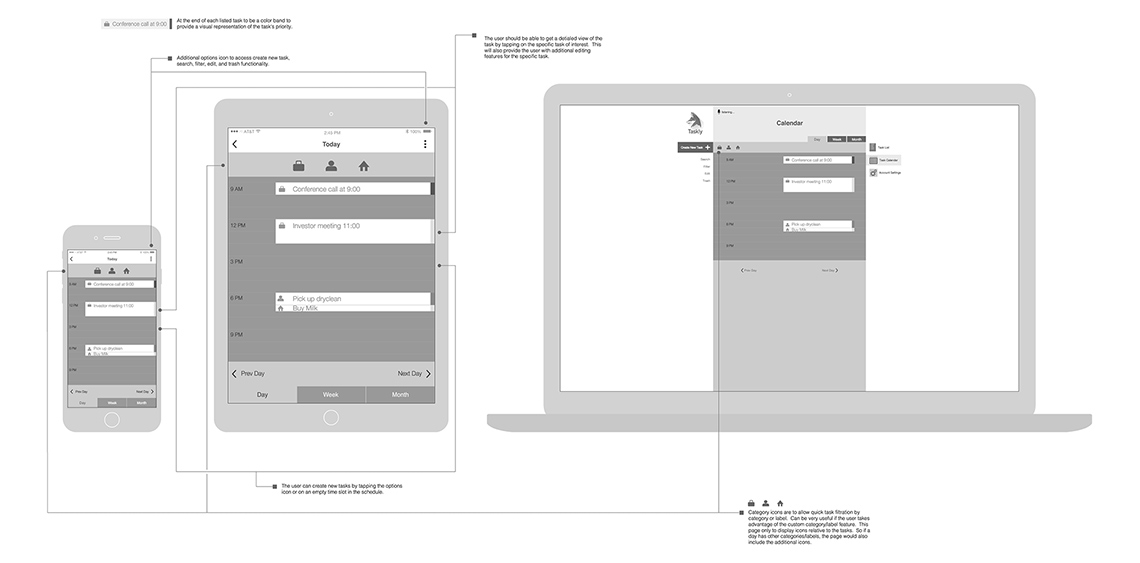 Conference call at 9:00
At the end of each listed task to be a color band to
provide a visual representation of the task's priority.
The user should be able to get a detialed view of the
task by tapping on the specific task of interest. This
will also provide the user with additional editing
features for the specific task.
Additional options icon to access create new task,
search, filter, edit, and trash functionality.
AT&T
2:45 PM
100%
Today
9 AM
Conference call at 9:00
12 PM
Investor meeting 11:00
3 PM
6 PM
Pick up dryclean
Buy Milk
9 PM
Prev Day
Next Day
Day
Week
Month
Today
9 AM
Conference call at 9:00
12 PM
Investor meeting 11:00
3 PM
6 PM
Pick up dryclean
Buy Milk
9 PM
Prev Day
Next Day
Day
Week
Month
Taskly
Calendar
Day
Week
Month
Create New Task +
Search
Filter
Edit
Trash
9 AM
Conference call at 9:00
12 PM
Investor meeting 11:00
3 PM
6 PM
Pick up dryclean
Buy Milk
9 PM
Prev Day
Next Day
Task List
Task Calendar
Account Settings
The user can create new tasks by tapping the options
icon or on an empty time slot in the schedule.
Category icons are to allow quick task filtration by
category or label. Can be very useful if the user takes
advantage of the custom category/label feature. This
page only to display icons relative to the tasks. So if a
day has other categories/labels, the page would also
include the additional icons.